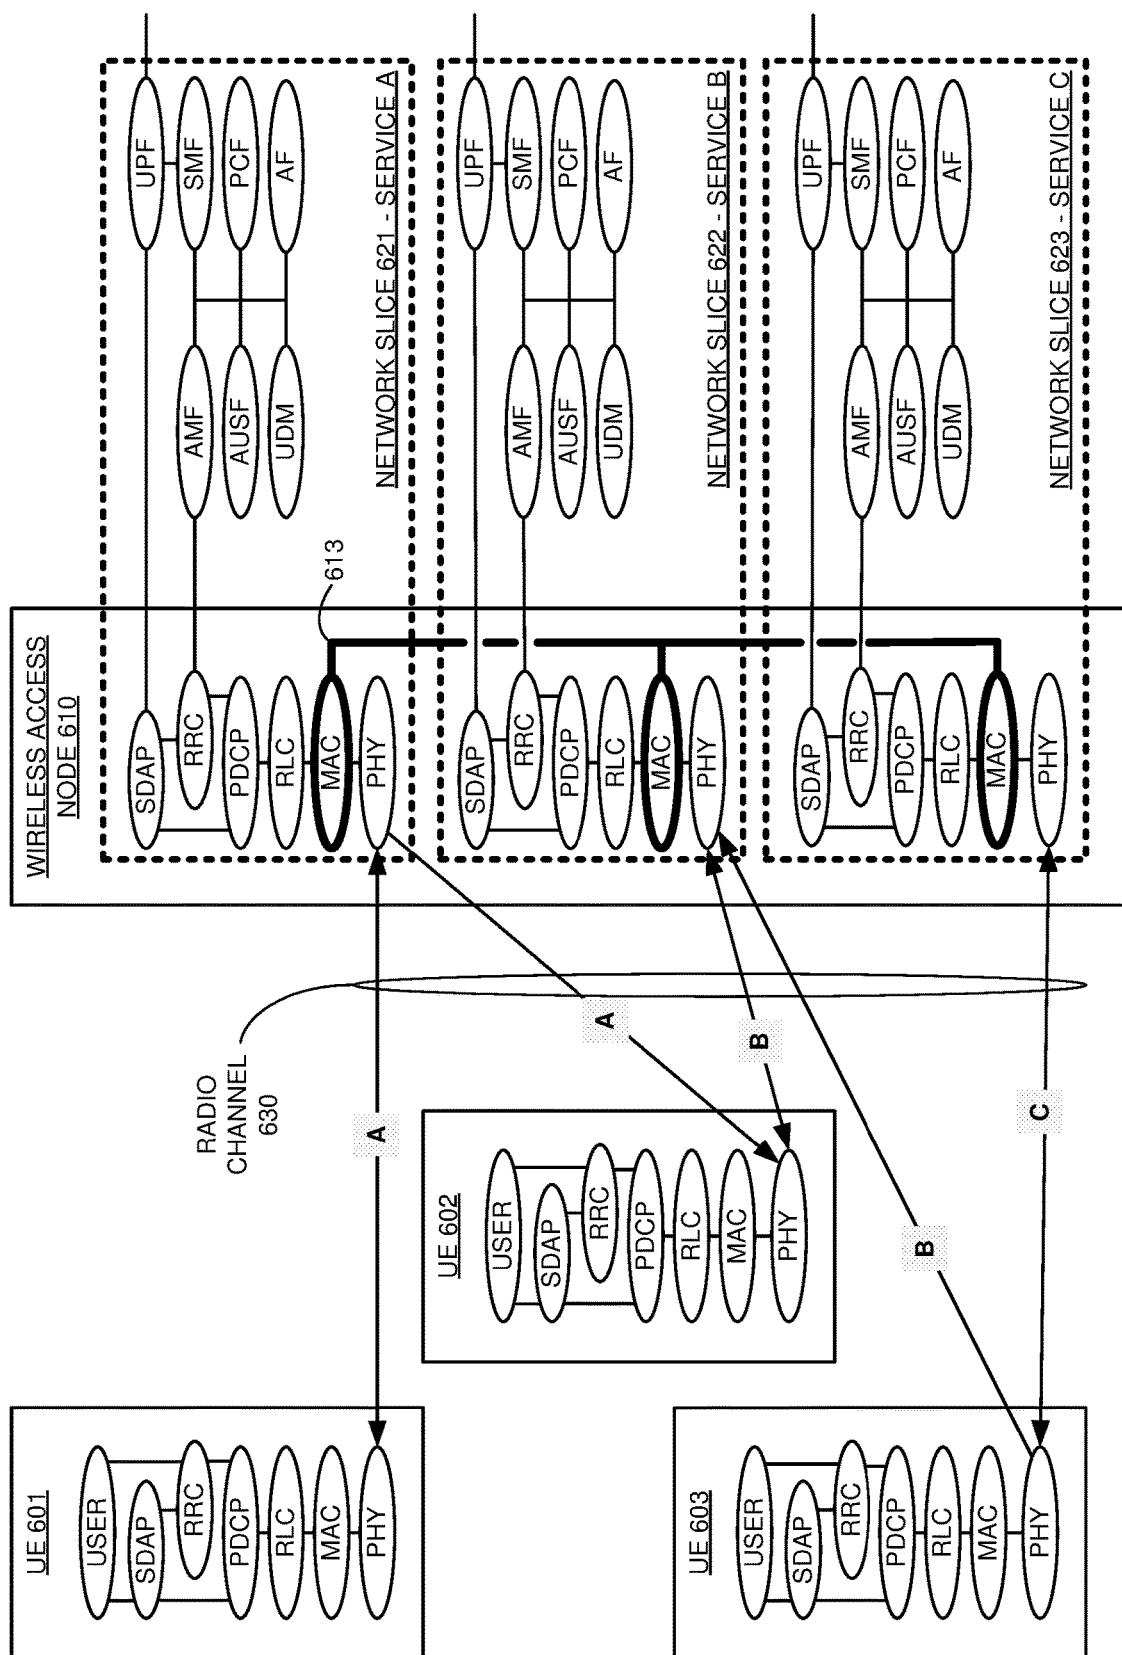 UE 601
USER
SDAP
RRC
PDCP
RLC
MAC
PHY
UE 602
USER
SDAP
RRC
PDCP
RLC
MAC
PHY
UE 603
USER
SDAP
RRC
PDCP
RLC
MAC
PHY
RADIO
CHANNEL
630
A
A
B
B
C
WIRELESS ACCESS
NODE 610
SDAP
RRC
PDCP
RLC
MAC
PHY
613
SDAP
RRC
PDCP
RLC
MAC
PHY
SDAP
RRC
PDCP
RLC
MAC
PHY
UPF
AMF
SMF
AUSF
PCF
UDM
AF
NETWORK SLICE 621 - SERVICE A
UPF
AMF
SMF
AUSF
PCF
UDM
AF
NETWORK SLICE 622 - SERVICE B
UPF
AMF
SMF
AUSF
PCF
UDM
AF
NETWORK SLICE 623 - SERVICE C